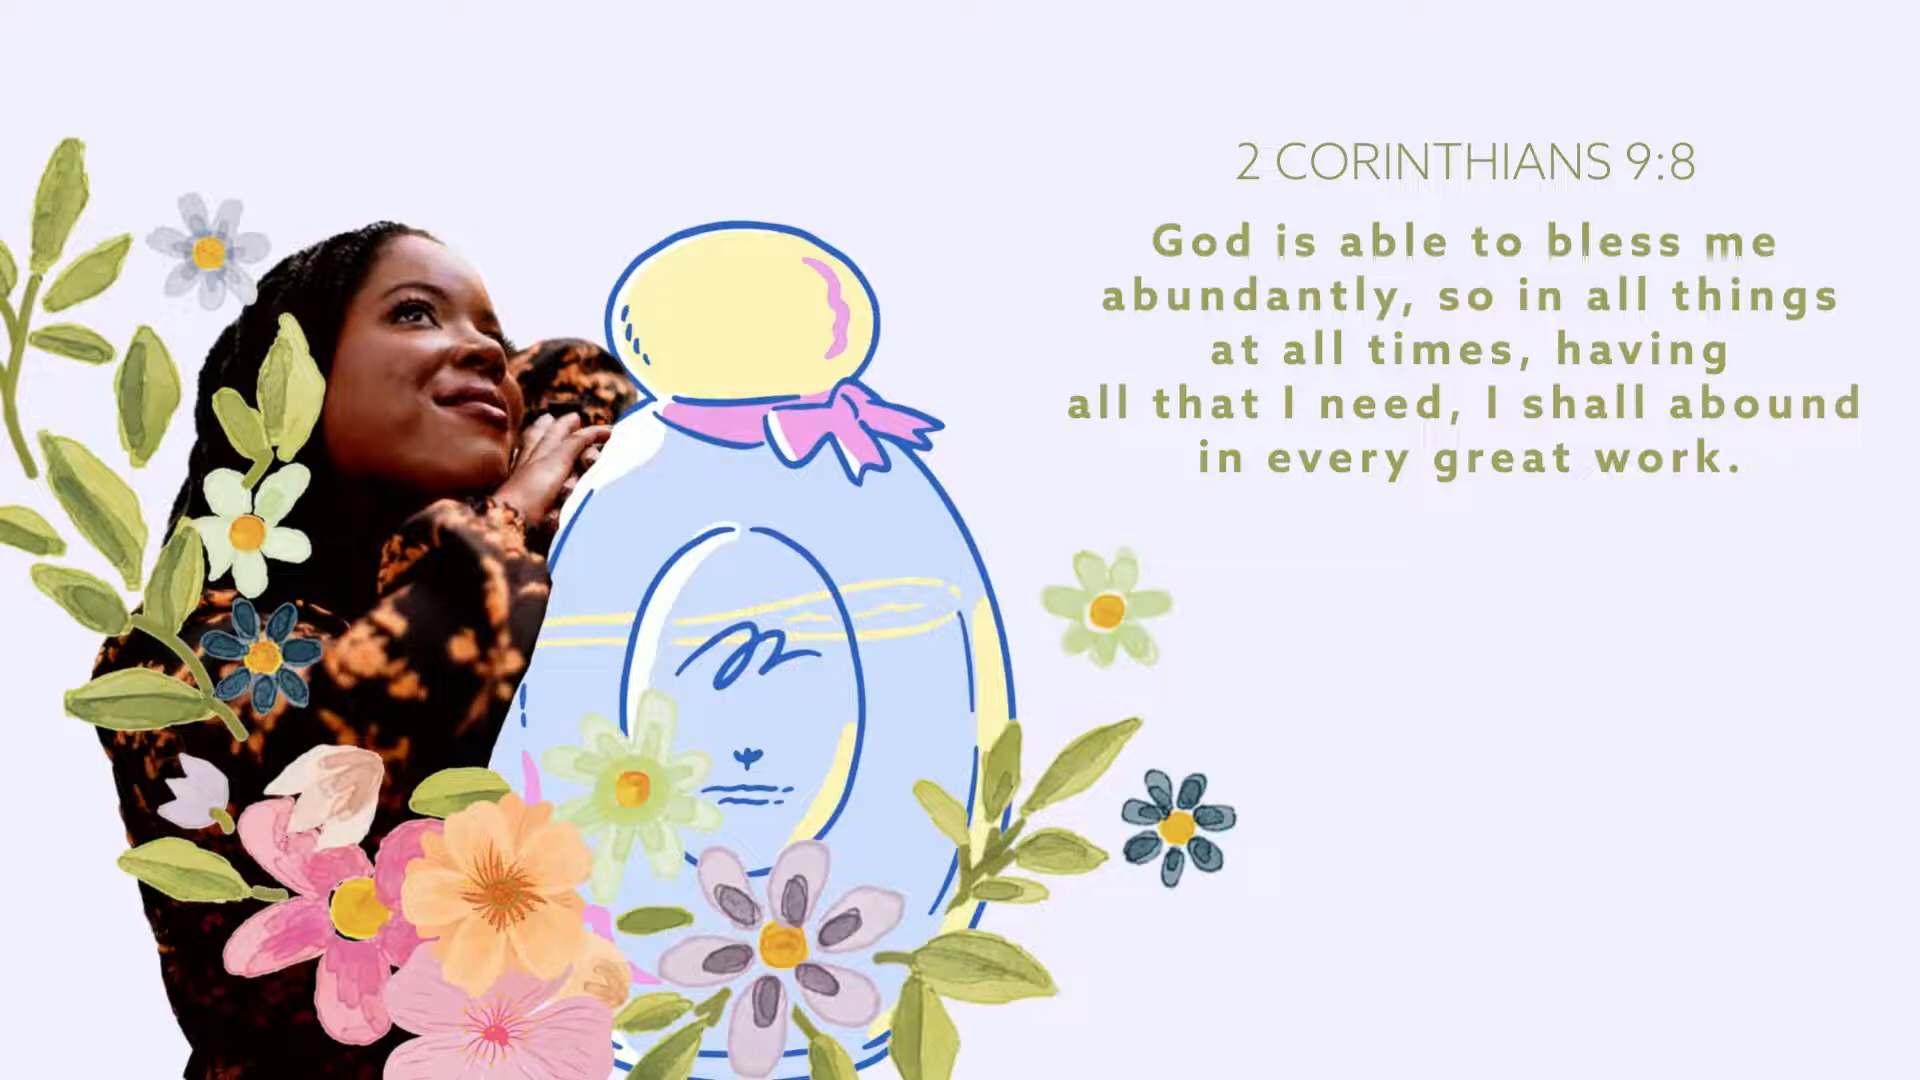 2 CORINTHIANS 9:8
God is able to bless me
abundantly, so in all things
at all times, having
all that I need, I shall abound
in every great work.